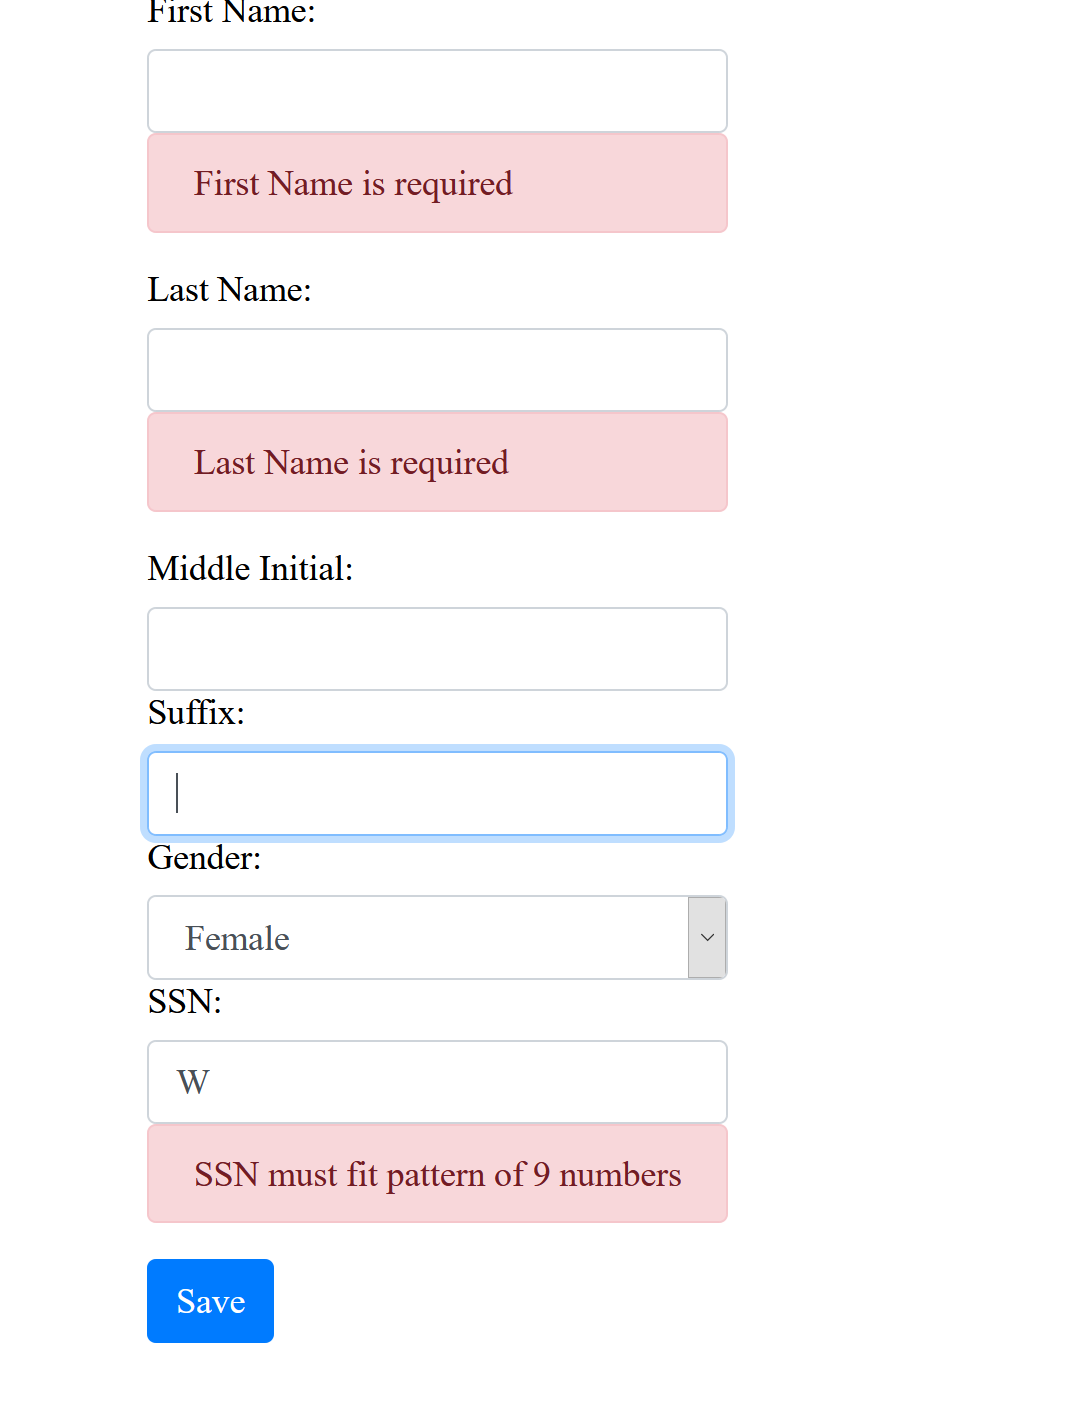 First Name:
First Name is required
Last Name:
Last Name is required
Middle Initial:
Suffix:
Gender:
Female
SSN:
W
SSN must fit pattern of 9 numbers
Save